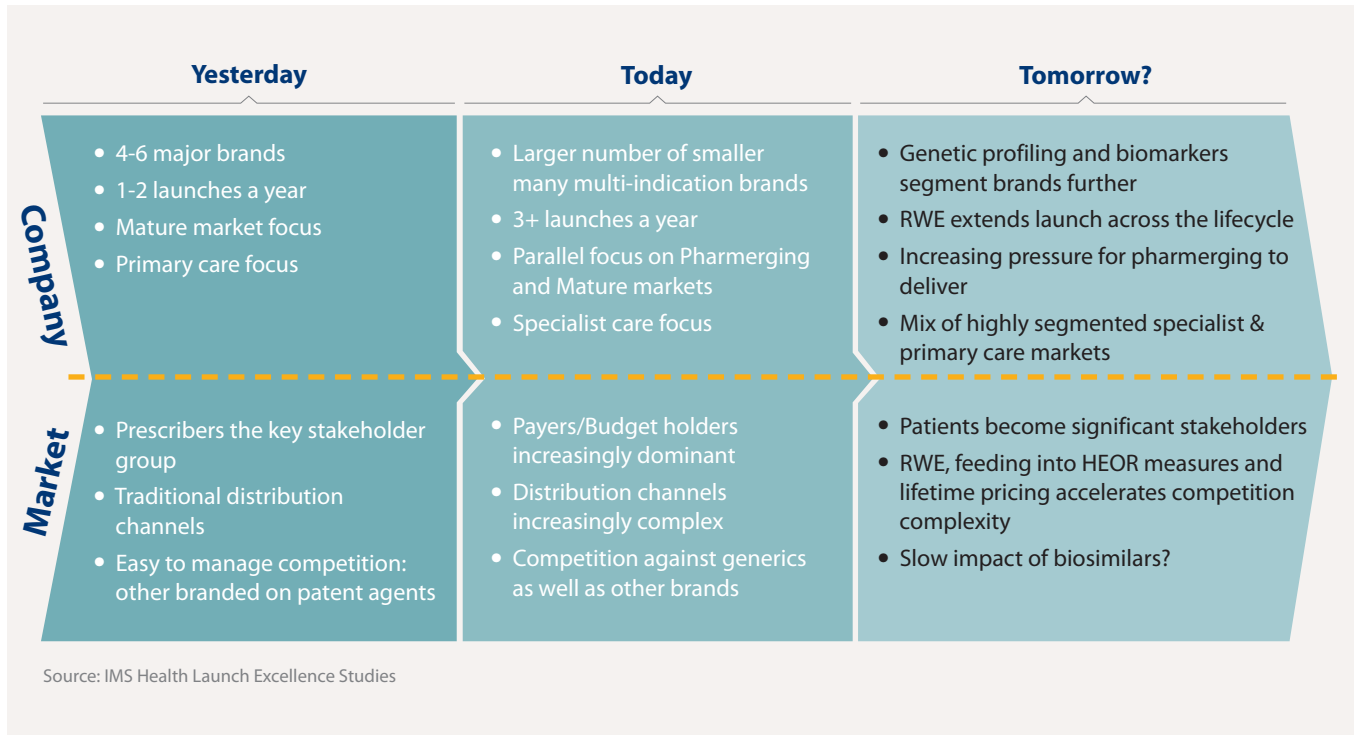 Yesterday
Today
Tomorrow?
Company
• 4-6 major brands
• 1-2 launches a year
• Mature market focus
• Primary care focus
• Larger number of smaller
many multi-indication brands
• 3+ launches a year
• Parallel focus on Pharmerging
and Mature markets
• Specialist care focus
• Genetic profiling and biomarkers
segment brands further
• RWE extends launch across the lifecycle
• Increasing pressure for pharmerging to
deliver
• Mix of highly segmented specialist &
primary care markets
Market
• Prescribers the key stakeholder
group
• Traditional distribution
channels
• Easy to manage competition:
other branded on patent agents
• Payers/Budget holders
increasingly dominant
• Distribution channels
increasingly complex
• Competition against generics
as well as other brands
• Patients become significant stakeholders
• RWE, feeding into HEOR measures and
lifetime pricing accelerates competition
complexity
• Slow impact of biosimilars?
Source: IMS Health Launch Excellence Studies